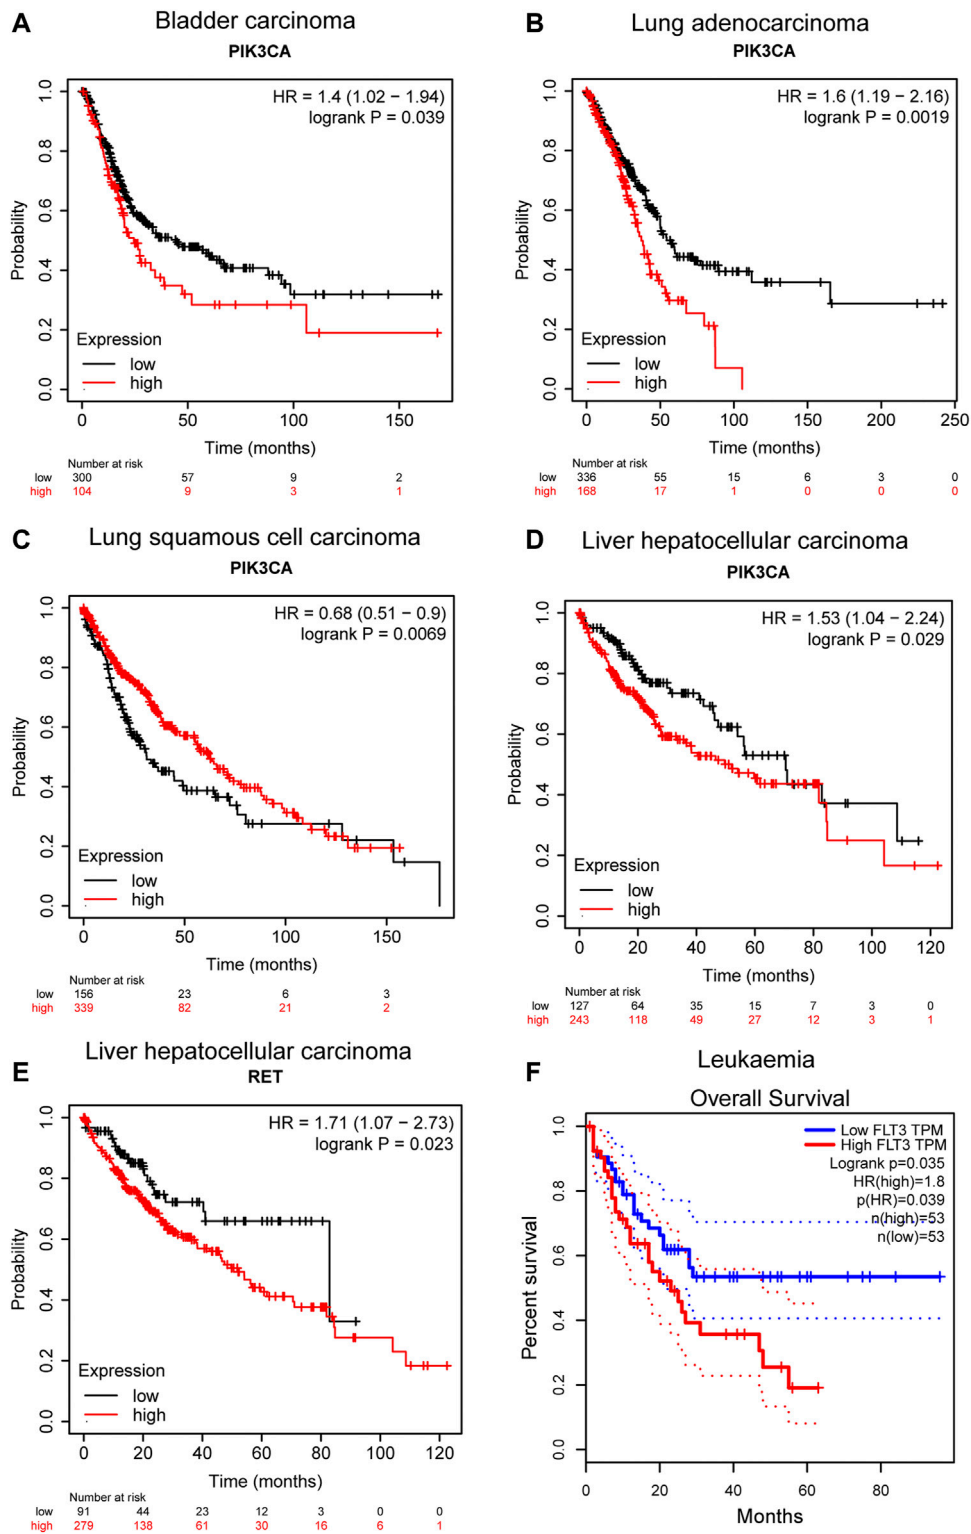 A
Bladder carcinoma
PIK3CA
HR = 1.4 (1.02 − 1.94)
logrank P = 0.039
Probability
1.0
0.8
0.6
0.4
0.2
0.0
Expression
low
high
0 50 100 150
Time (months)
Number at risk
low 300 57 9 2
high 104 9 3 1
B
Lung adenocarcinoma
PIK3CA
HR = 1.6 (1.19 − 2.16)
logrank P = 0.0019
Probability
1.0
0.8
0.6
0.4
0.2
0.0
Expression
low
high
0 50 100 150 200 250
Time (months)
Number at risk
low 336 55 15 6 3 0
high 168 17 1 0 0 0
C
Lung squamous cell carcinoma
PIK3CA
HR = 0.68 (0.51 − 0.9)
logrank P = 0.0069
Probability
1.0
0.8
0.6
0.4
0.2
0.0
Expression
low
high
0 50 100 150
Time (months)
Number at risk
low 156 23 6 3
high 339 82 21 2
D
Liver hepatocellular carcinoma
PIK3CA
HR = 1.53 (1.04 − 2.24)
logrank P = 0.029
Probability
1.0
0.8
0.6
0.4
0.2
0.0
Expression
low
high
0 20 40 60 80 100 120
Time (months)
Number at risk
low 127 64 35 15 7 3 0
high 243 118 49 27 12 3 1
E
Liver hepatocellular carcinoma
RET
HR = 1.71 (1.07 − 2.73)
logrank P = 0.023
Probability
1.0
0.8
0.6
0.4
0.2
0.0
Expression
low
high
0 20 40 60 80 100 120
Time (months)
Number at risk
low 91 44 23 12 3 0 0
high 279 138 61 30 16 6 1
F
Leukaemia
Overall Survival
Low FLT3 TPM
High FLT3 TPM
Logrank p=0.035
HR(high)=1.8
p(HR)=0.039
n(high)=53
n(low)=53
Percent survival
1.0
0.8
0.6
0.4
0.2
0.0
0 20 40 60 80
Months